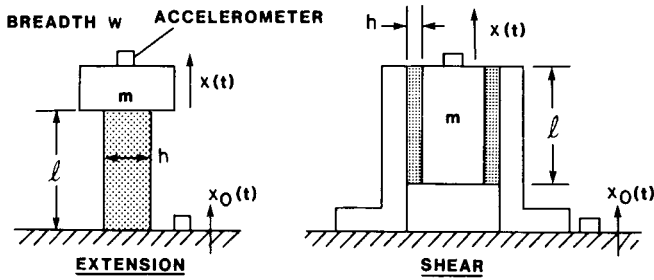 BREADTH W
ACCELEROMETER
m
x(t)
ℓ
h
x₀(t)
EXTENSION
h
x(t)
m
ℓ
x₀(t)
SHEAR